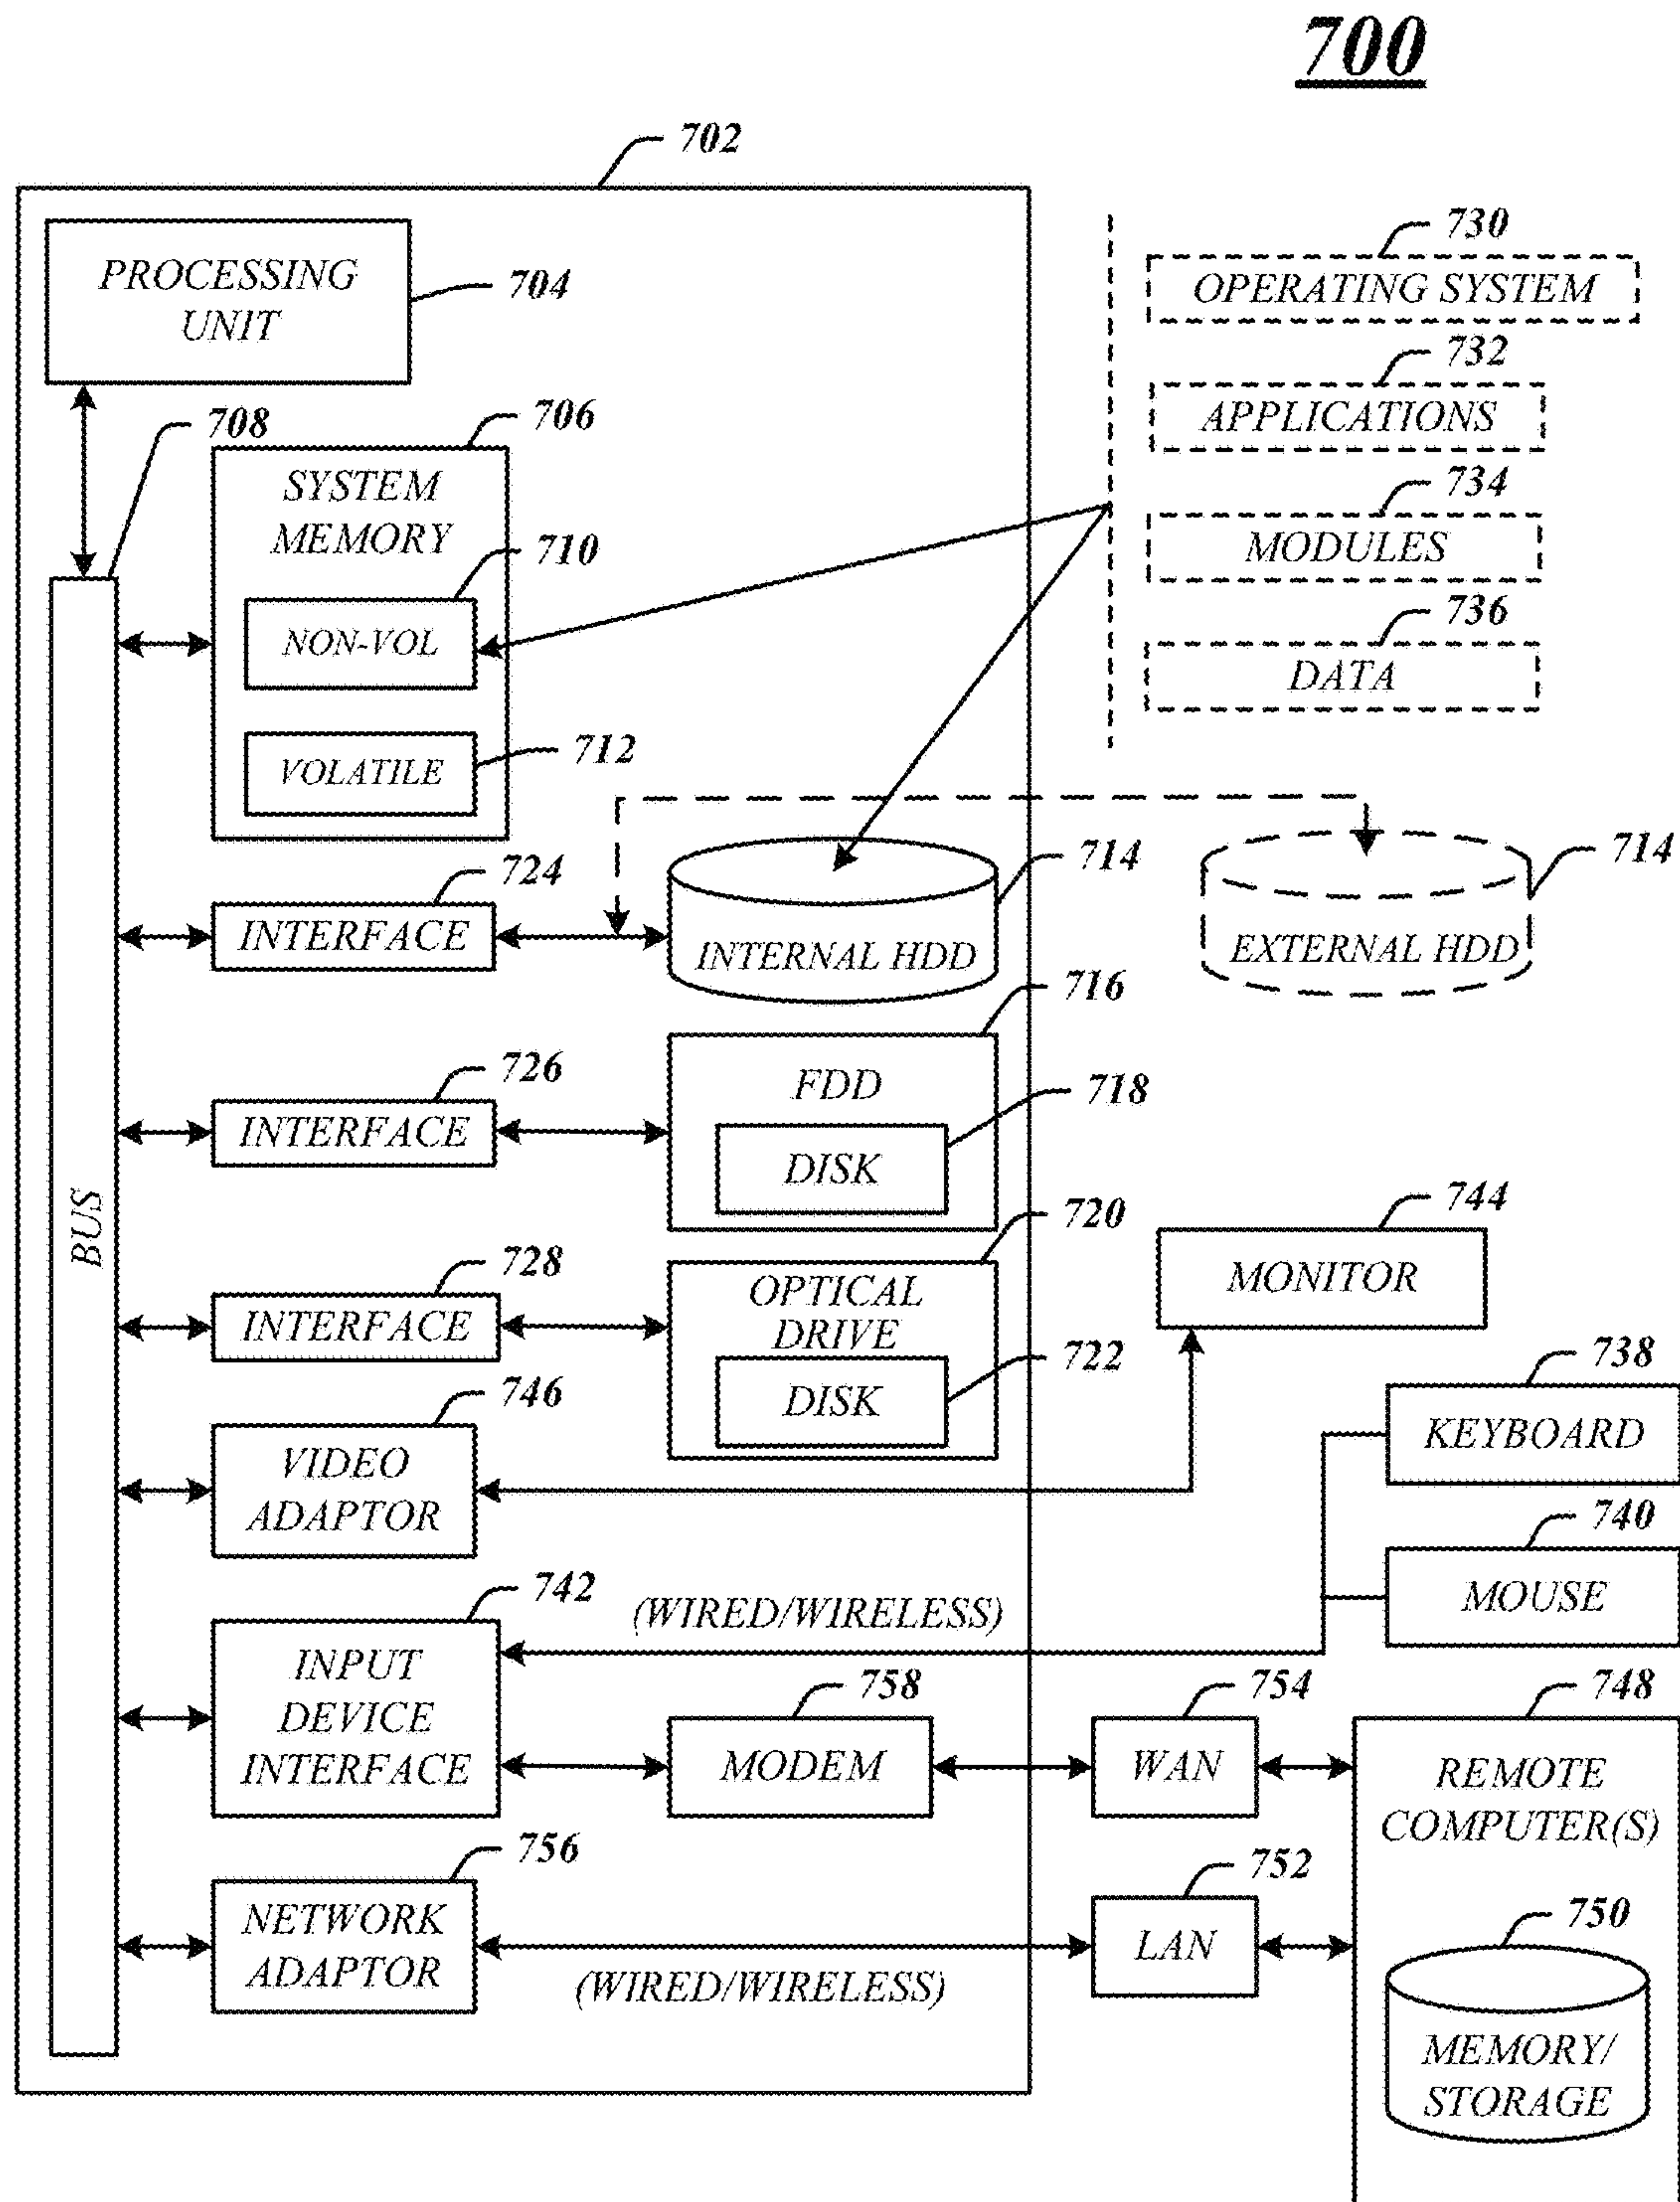 700
702
PROCESSING
UNIT
704
708
706
SYSTEM
MEMORY
710
NON-VOL
712
VOLATILE
730
OPERATING SYSTEM
732
APPLICATIONS
734
MODULES
736
DATA
724
INTERFACE
714
INTERNAL HDD
714
EXTERNAL HDD
726
INTERFACE
716
FDD
718
DISK
BUS
728
INTERFACE
720
OPTICAL
DRIVE
722
DISK
744
MONITOR
746
VIDEO
ADAPTOR
738
KEYBOARD
740
MOUSE
742
INPUT
DEVICE
INTERFACE
(WIRED/WIRELESS)
758
MODEM
754
WAN
748
REMOTE
COMPUTER(S)
756
NETWORK
ADAPTOR
(WIRED/WIRELESS)
752
LAN
750
MEMORY/
STORAGE